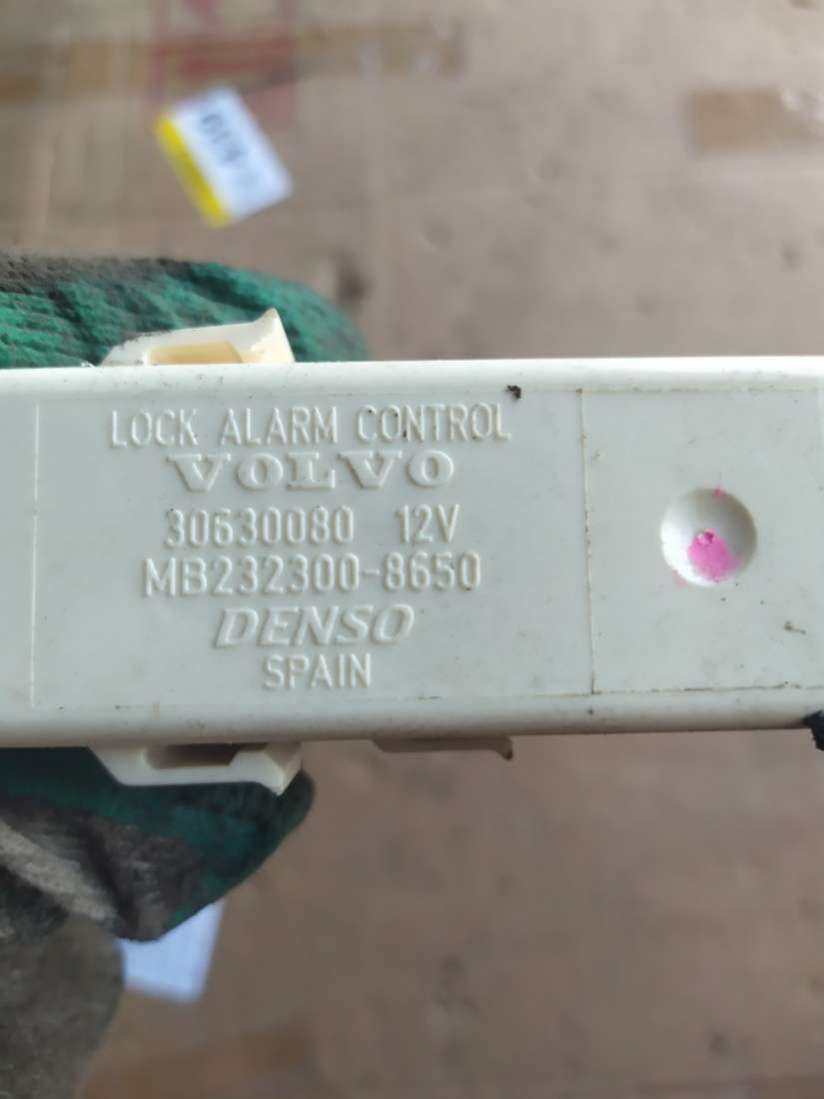 LOCK ALARM CONTROL
VOLVO
30630080 12V
MB232300-8650
DENSO
SPAIN